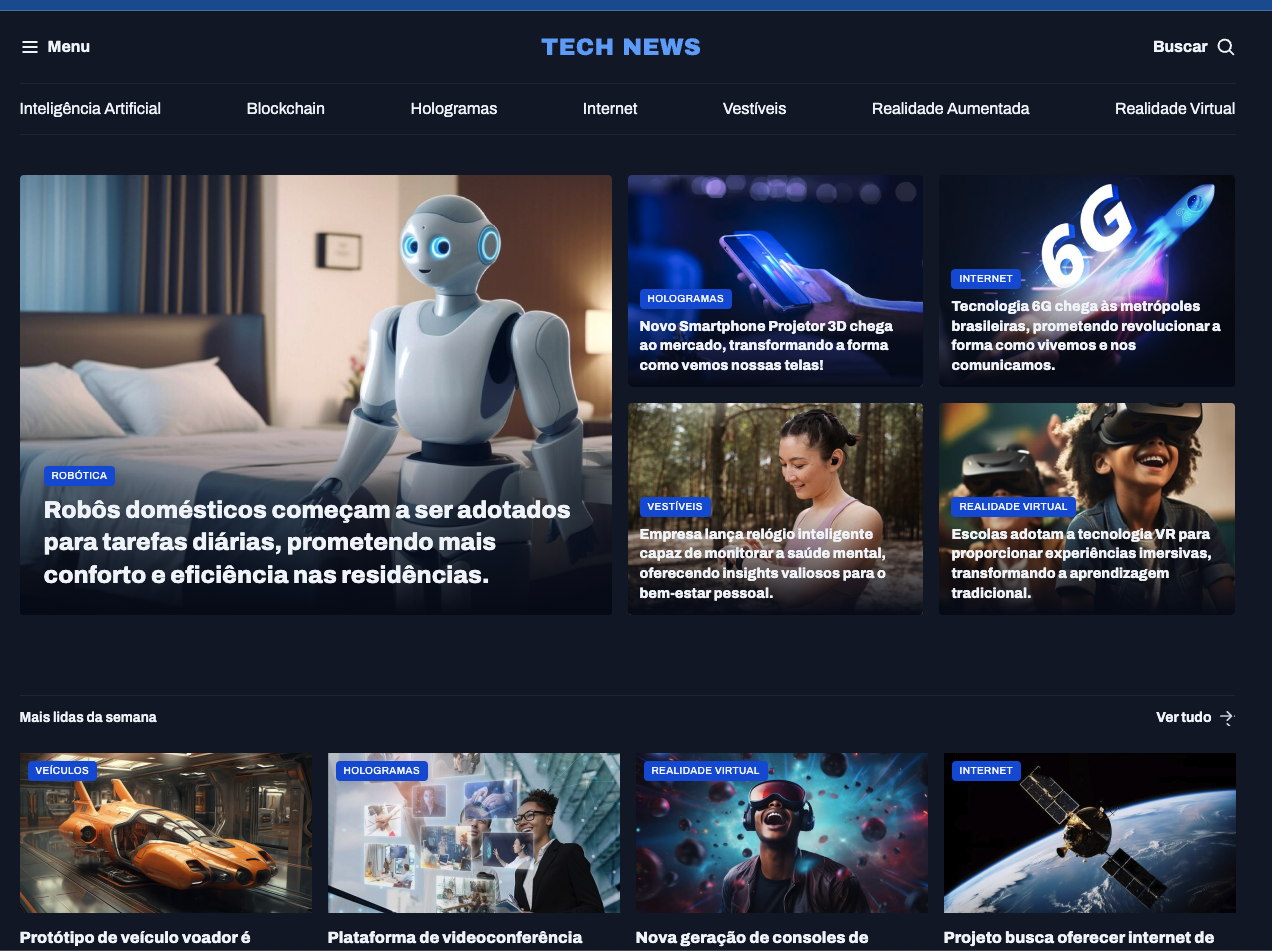 Menu
TECH NEWS
Buscar
Inteligência Artificial
Blockchain
Hologramas
Internet
Vestíveis
Realidade Aumentada
Realidade Virtual
ROBÓTICA
Robôs domésticos começam a ser adotados
para tarefas diárias, prometendo mais
conforto e eficiência nas residências.
HOLOGRAMAS
Novo Smartphone Projetor 3D chega
ao mercado, transformando a forma
como vemos nossas telas!
6G
INTERNET
Tecnologia 6G chega às metrópoles
brasileiras, prometendo revolucionar a
forma como vivemos e nos
comunicamos.
VESTÍVEIS
Empresa lança relógio inteligente
capaz de monitorar a saúde mental,
oferecendo insights valiosos para o
bem-estar pessoal.
REALIDADE VIRTUAL
Escolas adotam a tecnologia VR para
proporcionar experiências imersivas,
transformando a aprendizagem
tradicional.
Mais lidas da semana
Ver tudo
VEÍCULOS
Protótipo de veículo voador é
HOLOGRAMAS
Plataforma de videoconferência
REALIDADE VIRTUAL
Nova geração de consoles de
INTERNET
Projeto busca oferecer internet de